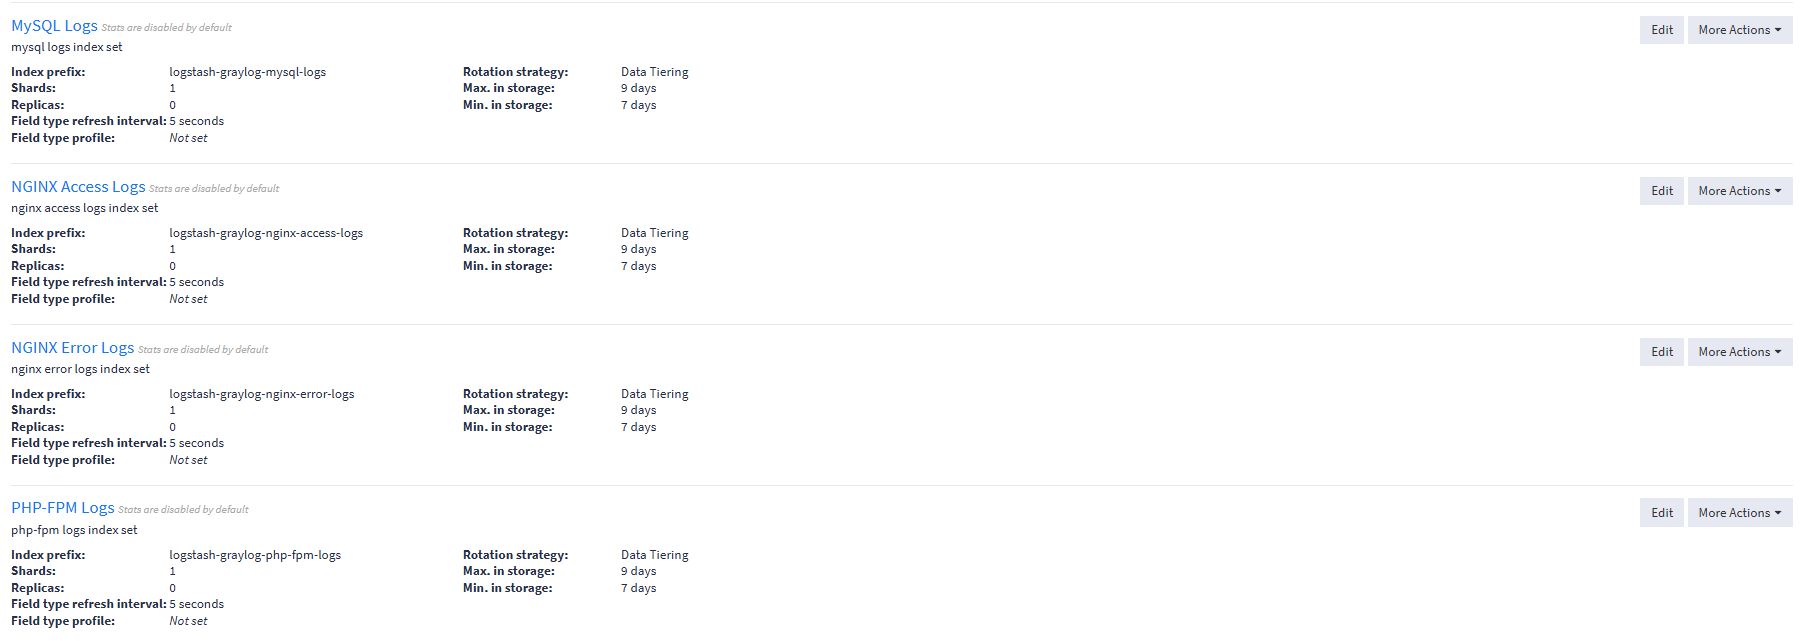 MySQL Logs Stats are disabled by default
Edit More Actions
mysql logs index set
Index prefix: logstash-graylog-mysql-logs Rotation strategy: Data Tiering
Shards: 1 Max. in storage: 9 days
Replicas: 0 Min. in storage: 7 days
Field type refresh interval: 5 seconds
Field type profile: Not set
NGINX Access Logs Stats are disabled by default
Edit More Actions
nginx access logs index set
Index prefix: logstash-graylog-nginx-access-logs Rotation strategy: Data Tiering
Shards: 1 Max. in storage: 9 days
Replicas: 0 Min. in storage: 7 days
Field type refresh interval: 5 seconds
Field type profile: Not set
NGINX Error Logs Stats are disabled by default
Edit More Actions
nginx error logs index set
Index prefix: logstash-graylog-nginx-error-logs Rotation strategy: Data Tiering
Shards: 1 Max. in storage: 9 days
Replicas: 0 Min. in storage: 7 days
Field type refresh interval: 5 seconds
Field type profile: Not set
PHP-FPM Logs Stats are disabled by default
Edit More Actions
php-fpm logs index set
Index prefix: logstash-graylog-php-fpm-logs Rotation strategy: Data Tiering
Shards: 1 Max. in storage: 9 days
Replicas: 0 Min. in storage: 7 days
Field type refresh interval: 5 seconds
Field type profile: Not set